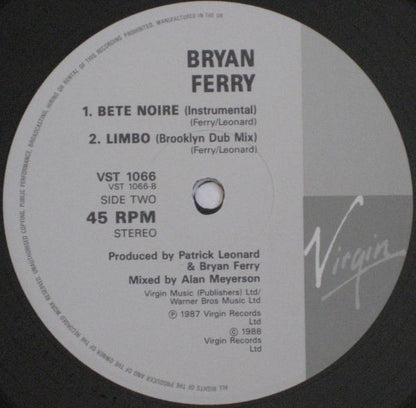 ALL RIGHTS OF THE PRODUCER AND OF THE OWNER OF THE RECORDED WORK RESERVED. UNAUTHORISED COPYING, PUBLIC PERFORMANCE, BROADCASTING, HIRING OR RENTAL OF THIS RECORDING PROHIBITED. MANUFACTURED IN THE UK
BRYAN
FERRY
1. BETE NOIRE (Instrumental)
(Ferry/Leonard)
2. LIMBO (Brooklyn Dub Mix)
(Ferry/Leonard)
VST 1066
VST 1066-B
SIDE TWO
45 RPM
STEREO
Produced by Patrick Leonard
& Bryan Ferry
Mixed by Alan Meyerson
Virgin Music (Publishers) Ltd/
Warner Bros Music Ltd
℗ 1987 Virgin Records
Ltd
© 1988
Virgin Records
Ltd
Virgin